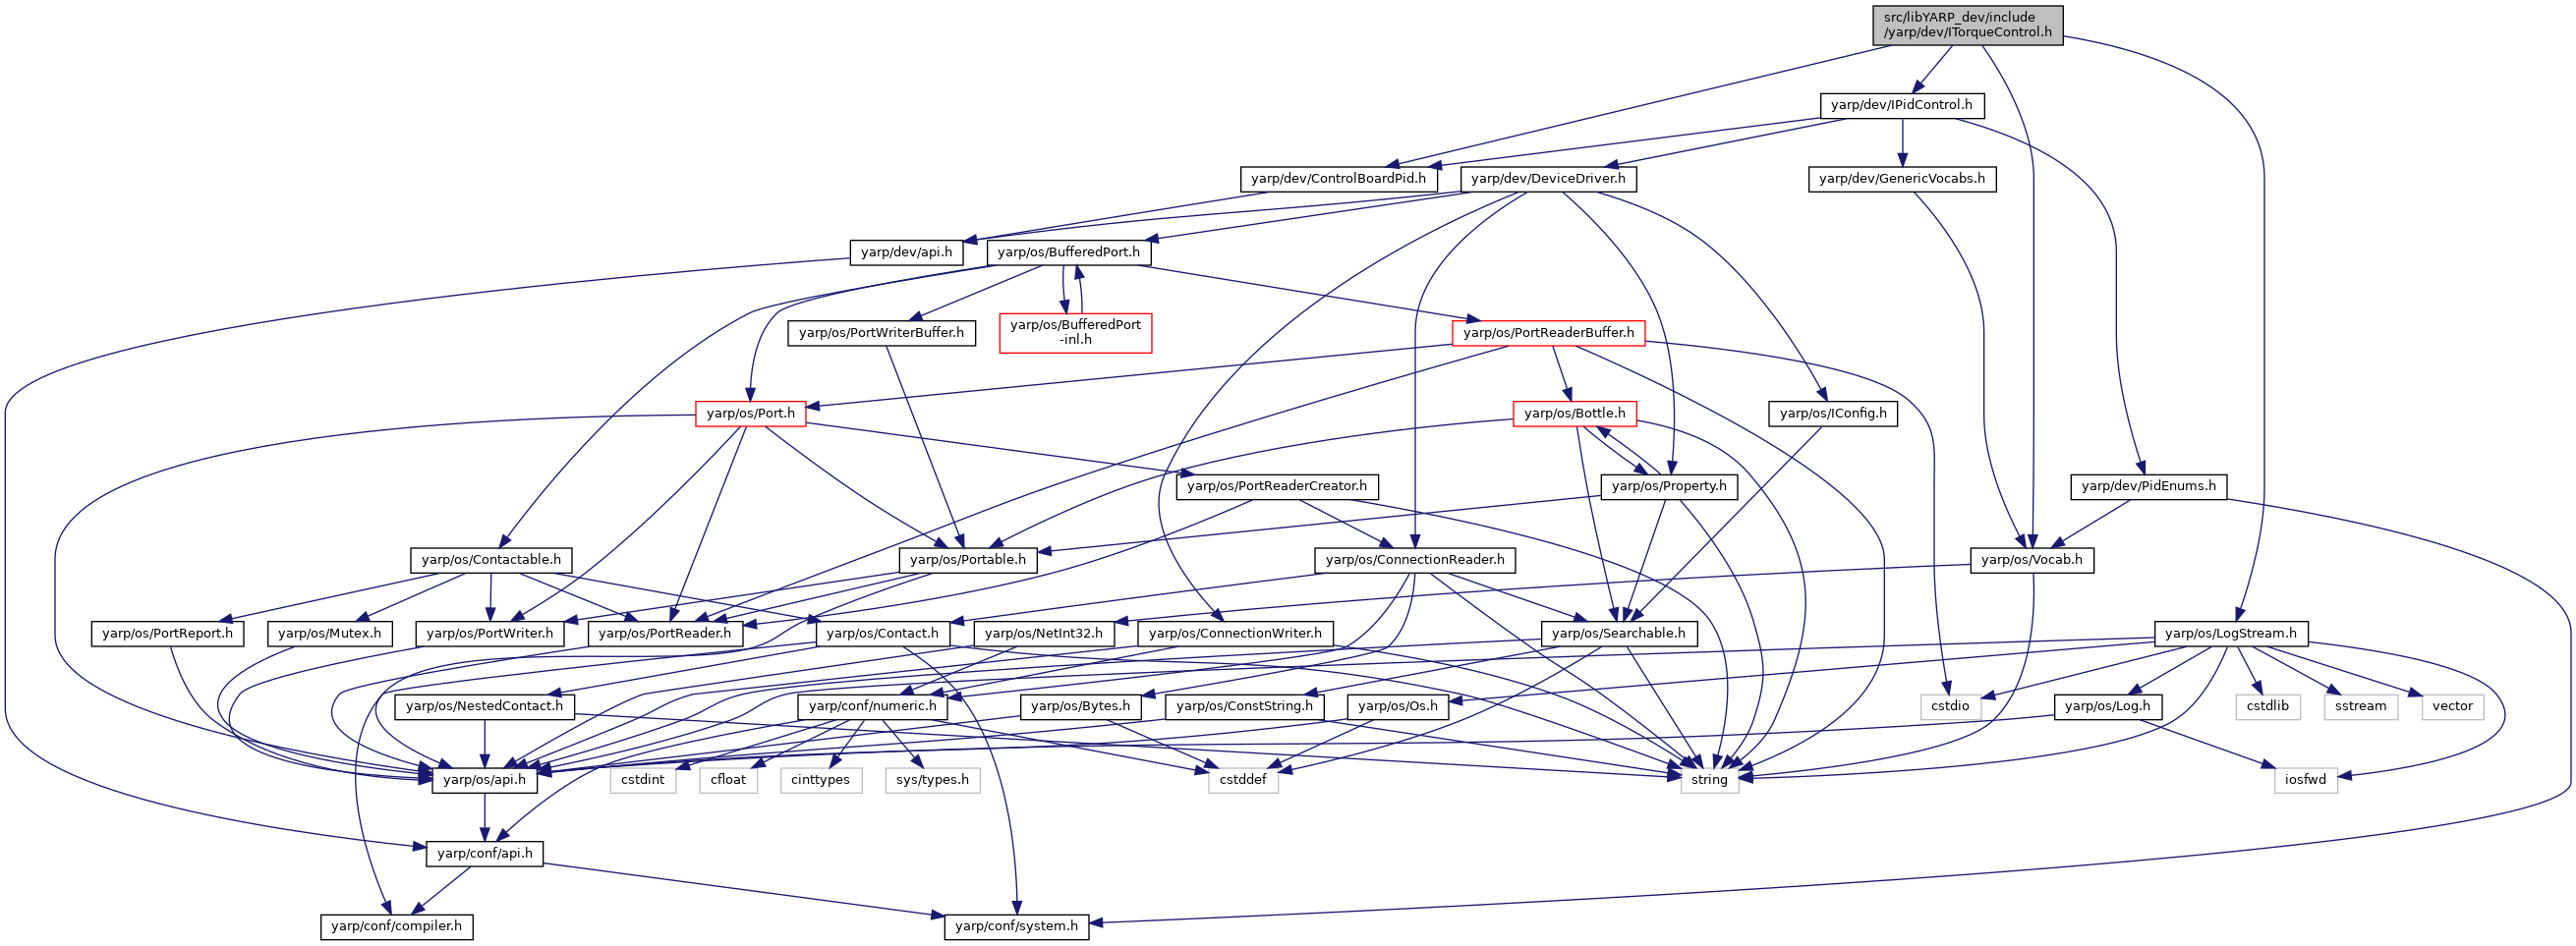 src/libYARP_dev/include
/yarp/dev/ITorqueControl.h
yarp/dev/IPidControl.h
yarp/dev/ControlBoardPid.h
yarp/dev/DeviceDriver.h
yarp/dev/GenericVocabs.h
yarp/dev/api.h
yarp/os/BufferedPort.h
yarp/os/PortWriterBuffer.h
yarp/os/BufferedPort
-inl.h
yarp/os/PortReaderBuffer.h
yarp/os/Port.h
yarp/os/Bottle.h
yarp/os/IConfig.h
yarp/os/PortReaderCreator.h
yarp/os/Property.h
yarp/dev/PidEnums.h
yarp/os/Contactable.h
yarp/os/Portable.h
yarp/os/ConnectionReader.h
yarp/os/Vocab.h
yarp/os/PortReport.h
yarp/os/Mutex.h
yarp/os/PortWriter.h
yarp/os/PortReader.h
yarp/os/Contact.h
yarp/os/NetInt32.h
yarp/os/ConnectionWriter.h
yarp/os/Searchable.h
yarp/os/LogStream.h
yarp/os/NestedContact.h
yarp/conf/numeric.h
yarp/os/Bytes.h
yarp/os/ConstString.h
yarp/os/Os.h
cstdio
yarp/os/Log.h
cstdlib
sstream
vector
yarp/os/api.h
cstdint
cfloat
cinttypes
sys/types.h
cstddef
string
iosfwd
yarp/conf/api.h
yarp/conf/compiler.h
yarp/conf/system.h